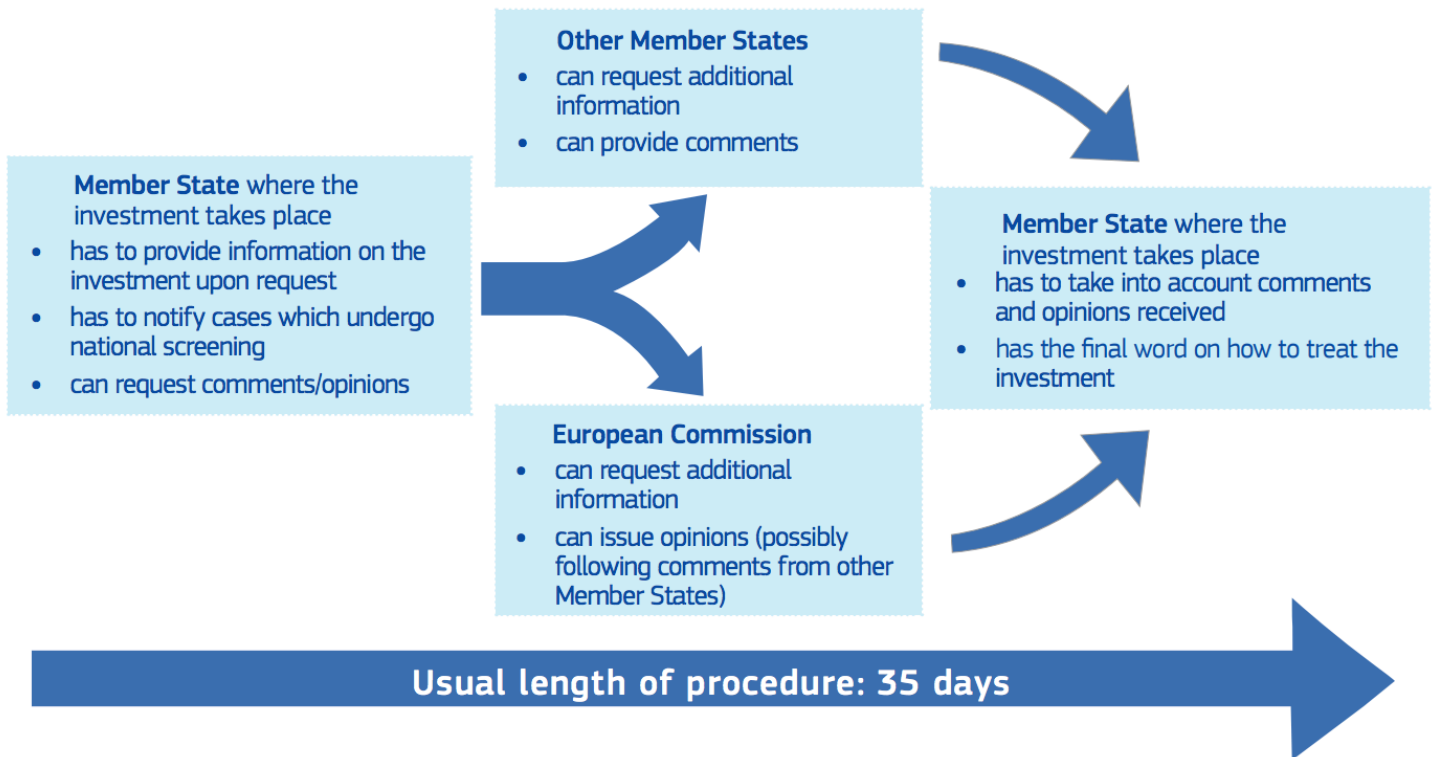 Other Member States
• can request additional
information
• can provide comments
Member State where the
investment takes place
• has to provide information on the
investment upon request
• has to notify cases which undergo
national screening
• can request comments/opinions
Member State where the
investment takes place
• has to take into account comments
and opinions received
• has the final word on how to treat the
investment
European Commission
• can request additional
information
• can issue opinions (possibly
following comments from other
Member States)
Usual length of procedure: 35 days